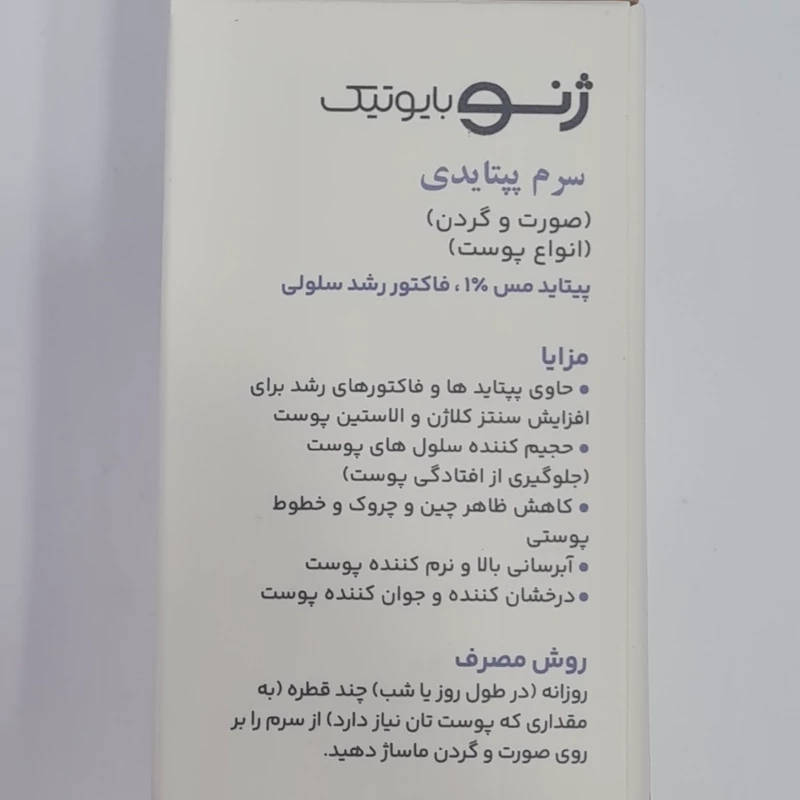 ژنو بایوتیک
سرم پپتایدی
(صورت و گردن)
(انواع پوست)
پپتاید مس ۱%، فاکتور رشد سلولی
مزایا
• حاوی پپتاید ها و فاکتورهای رشد برای
افزایش سنتز کلاژن و الاستین پوست
• حجیم کننده سلول های پوست
(جلوگیری از افتادگی پوست)
• کاهش ظاهر چین و چروک و خطوط
پوستی
• آبرسانی بالا و نرم کننده پوست
• درخشان کننده و جوان کننده پوست
روش مصرف
روزانه (در طول روز یا شب) چند قطره (به
مقداری که پوست تان نیاز دارد) از سرم را بر
روی صورت و گردن ماساژ دهید.